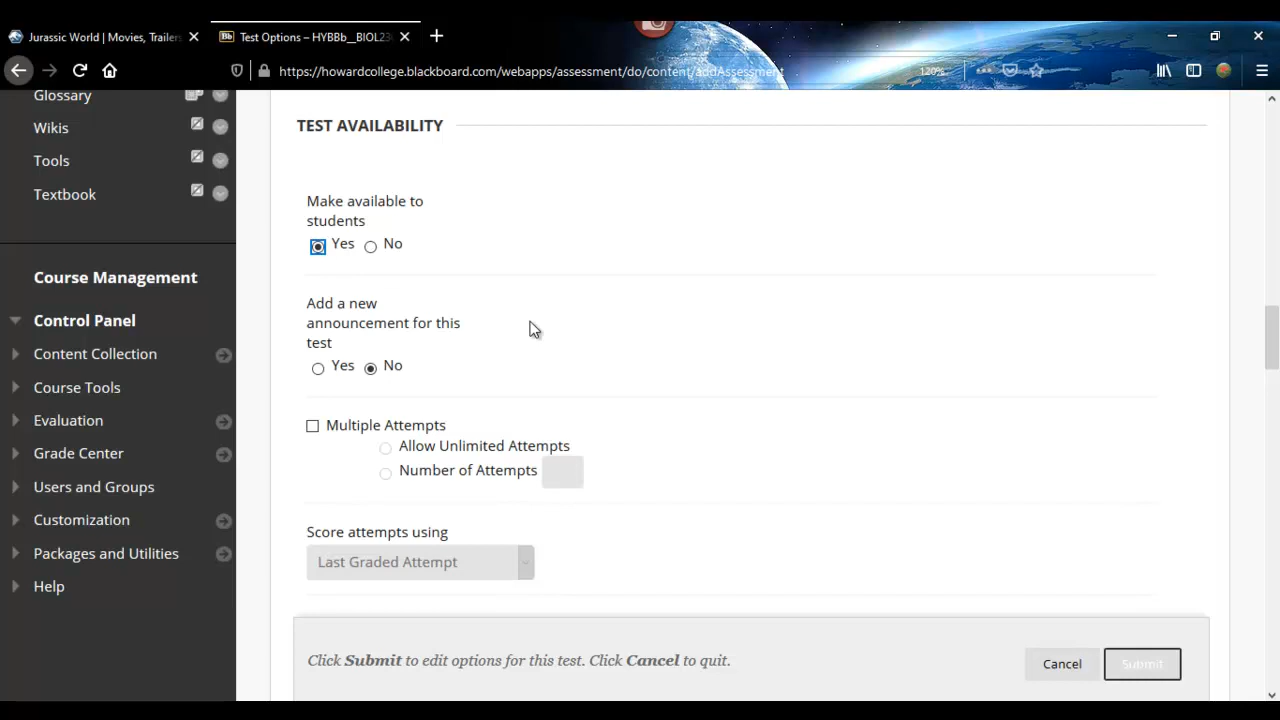 Jurassic World | Movies, Trailers
Test Options – HYBBb__BIOL23
https://howardcollege.blackboard.com/webapps/assessment/do/content/addAssessment
120%
Glossary
Wikis
Tools
Textbook
Course Management
Control Panel
Content Collection
Course Tools
Evaluation
Grade Center
Users and Groups
Customization
Packages and Utilities
Help
TEST AVAILABILITY
Make available to
students
Yes No
Add a new
announcement for this
test
Yes No
Multiple Attempts
Allow Unlimited Attempts
Number of Attempts
Score attempts using
Last Graded Attempt
Click Submit to edit options for this test. Click Cancel to quit.
Cancel Submit